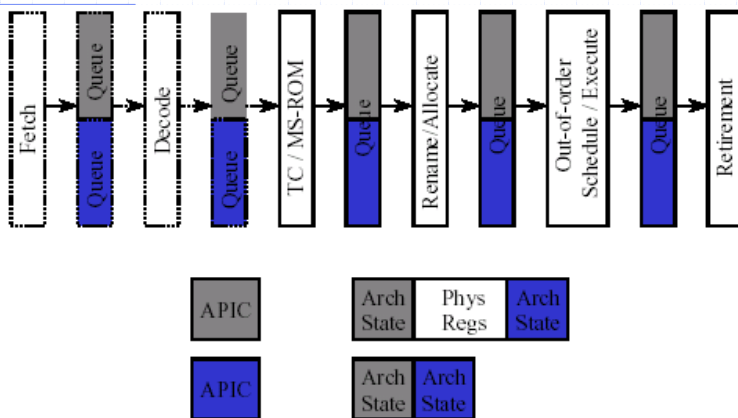 Fetch
Queue
Queue
Decode
Queue
Queue
TC / MS-ROM
Queue
Rename/Allocate
Queue
Out-of-order
Schedule / Execute
Queue
Retirement
APIC
Arch
State
Phys
Regs
Arch
State
APIC
Arch
State
Arch
State